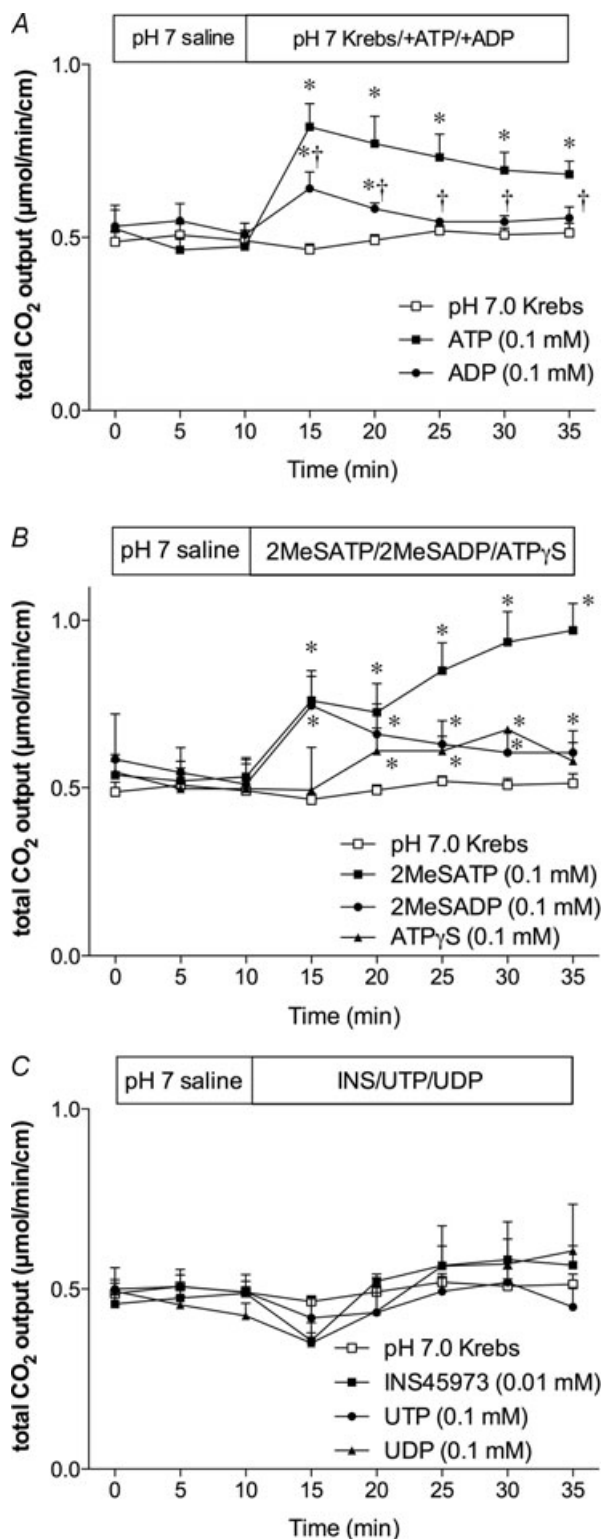 A
pH 7 saline
pH 7 Krebs/+ATP/+ADP
total CO2 output (µmol/min/cm)
1.0
0.5
0.0
* * * * *
*† *† † † †
pH 7.0 Krebs
ATP (0.1 mM)
ADP (0.1 mM)
0 5 10 15 20 25 30 35
Time (min)
B
pH 7 saline
2MeSATP/2MeSADP/ATPγS
total CO2 output (µmol/min/cm)
1.0
0.5
0.0
* * * * *
* * * * *
* * 
pH 7.0 Krebs
2MeSATP (0.1 mM)
2MeSADP (0.1 mM)
ATPγS (0.1 mM)
0 5 10 15 20 25 30 35
Time (min)
C
pH 7 saline
INS/UTP/UDP
total CO2 output (µmol/min/cm)
1.0
0.5
0.0
pH 7.0 Krebs
INS45973 (0.01 mM)
UTP (0.1 mM)
UDP (0.1 mM)
0 5 10 15 20 25 30 35
Time (min)